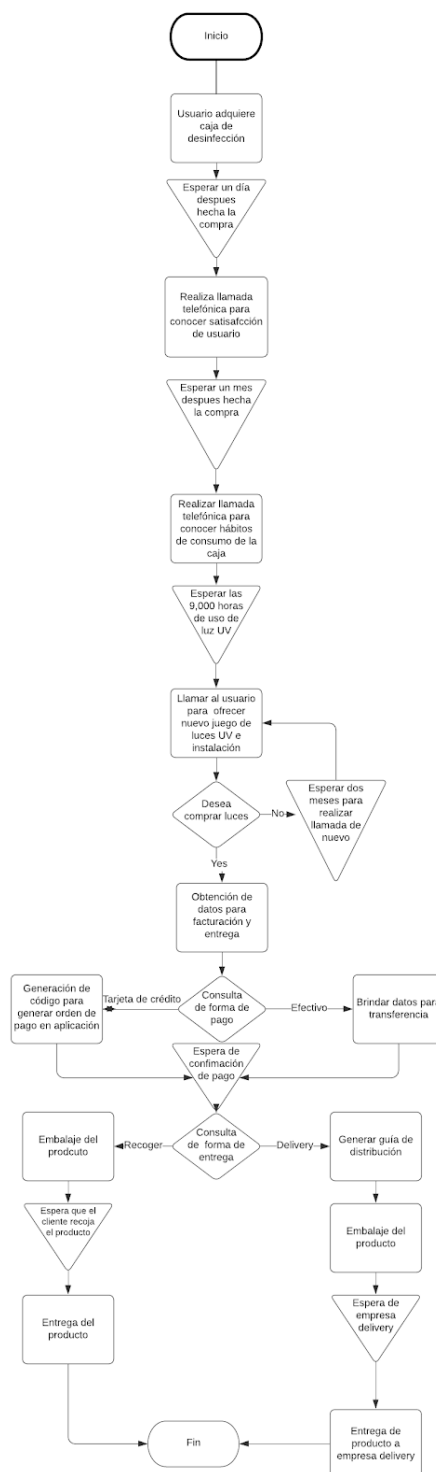 Inicio
Usuario adquiere
caja de
desinfección
Esperar un día
despues
hecha la
compra
Realiza llamada
telefónica para
conocer satisafcción
de usuario
Esperar un mes
despues hecha
la compra
Realizar llamada
telefónica para
conocer hábitos
de consumo de la
caja
Esperar las
9,000 horas
de uso de
luz UV
Llamar al usuario
para ofrecer
nuevo juego de
luces UV e
instalación
Desea
comprar luces
No
Esperar dos
meses para
realizar
llamada de
nuevo
Yes
Obtención de
datos para
facturación y
entrega
Generación de
código para
generar orden de
pago en aplicación
Tarjeta de crédito
Consulta
de forma de
pago
Efectivo
Brindar datos para
transferencia
Espera de
confimación
de pago
Embalaje del
prodcuto
Recoger
Consulta
de forma de
entrega
Delivery
Generar guía de
distribución
Espera que el
cliente recoja
el producto
Embalaje del
producto
Entrega del
producto
Espera de
empresa
delivery
Fin
Entrega de
producto a
empresa delivery